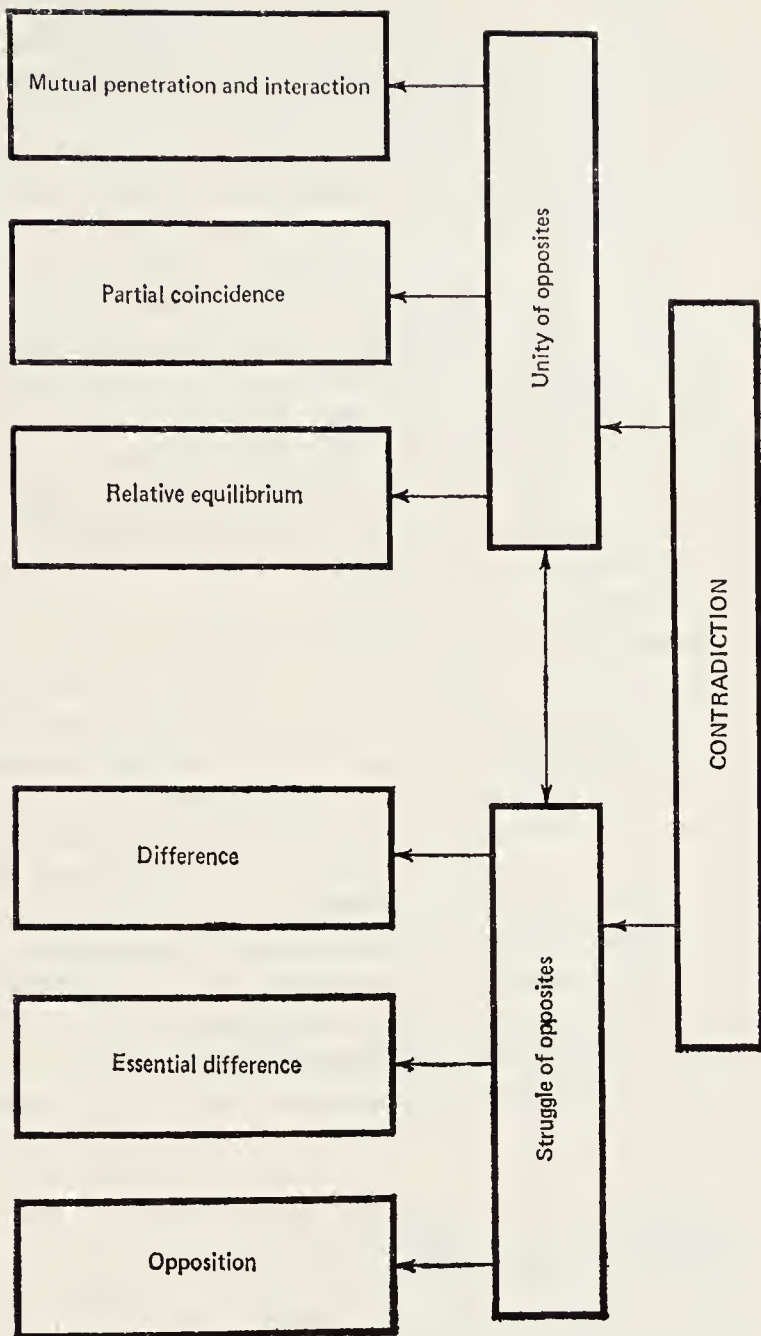 Mutual penetration and interaction
Partial coincidence
Relative equilibrium
Unity of opposites
CONTRADICTION
Difference
Essential difference
Opposition
Struggle of opposites